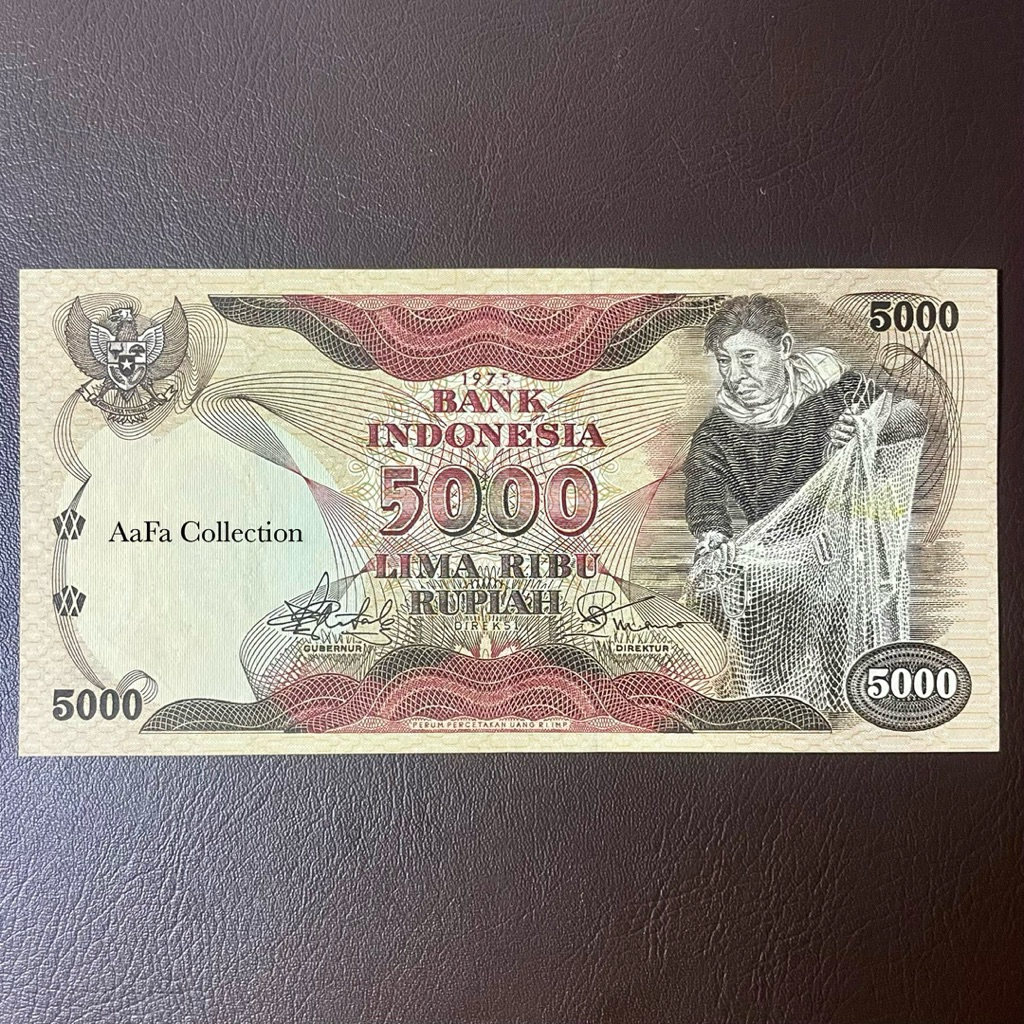 5000
1975
BANK
INDONESIA
5000
AaFa Collection
LIMA RIBU
RUPIAH
DIREKSI
GUBERNUR
DIREKTUR
5000
5000
PERUM PERCETAKAN UANG RI IMP.